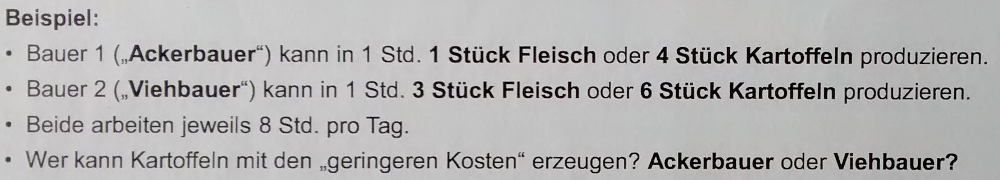 Beispiel:
• Bauer 1 („Ackerbauer“) kann in 1 Std. 1 Stück Fleisch oder 4 Stück Kartoffeln produzieren.
• Bauer 2 („Viehbauer“) kann in 1 Std. 3 Stück Fleisch oder 6 Stück Kartoffeln produzieren.
• Beide arbeiten jeweils 8 Std. pro Tag.
• Wer kann Kartoffeln mit den „geringeren Kosten“ erzeugen? Ackerbauer oder Viehbauer?